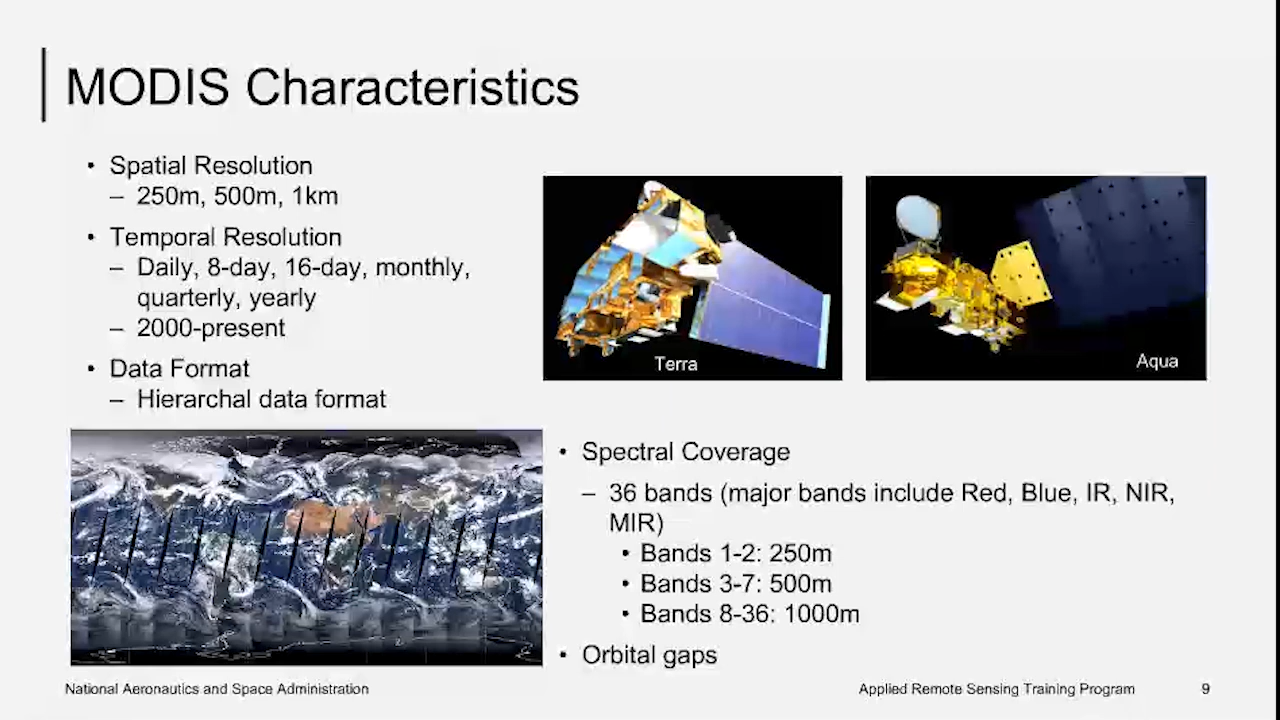 MODIS Characteristics
• Spatial Resolution
– 250m, 500m, 1km
• Temporal Resolution
– Daily, 8-day, 16-day, monthly,
quarterly, yearly
– 2000-present
• Data Format
– Hierarchal data format
Terra
Aqua
• Spectral Coverage
– 36 bands (major bands include Red, Blue, IR, NIR,
MIR)
• Bands 1-2: 250m
• Bands 3-7: 500m
• Bands 8-36: 1000m
• Orbital gaps
National Aeronautics and Space Administration
Applied Remote Sensing Training Program
9